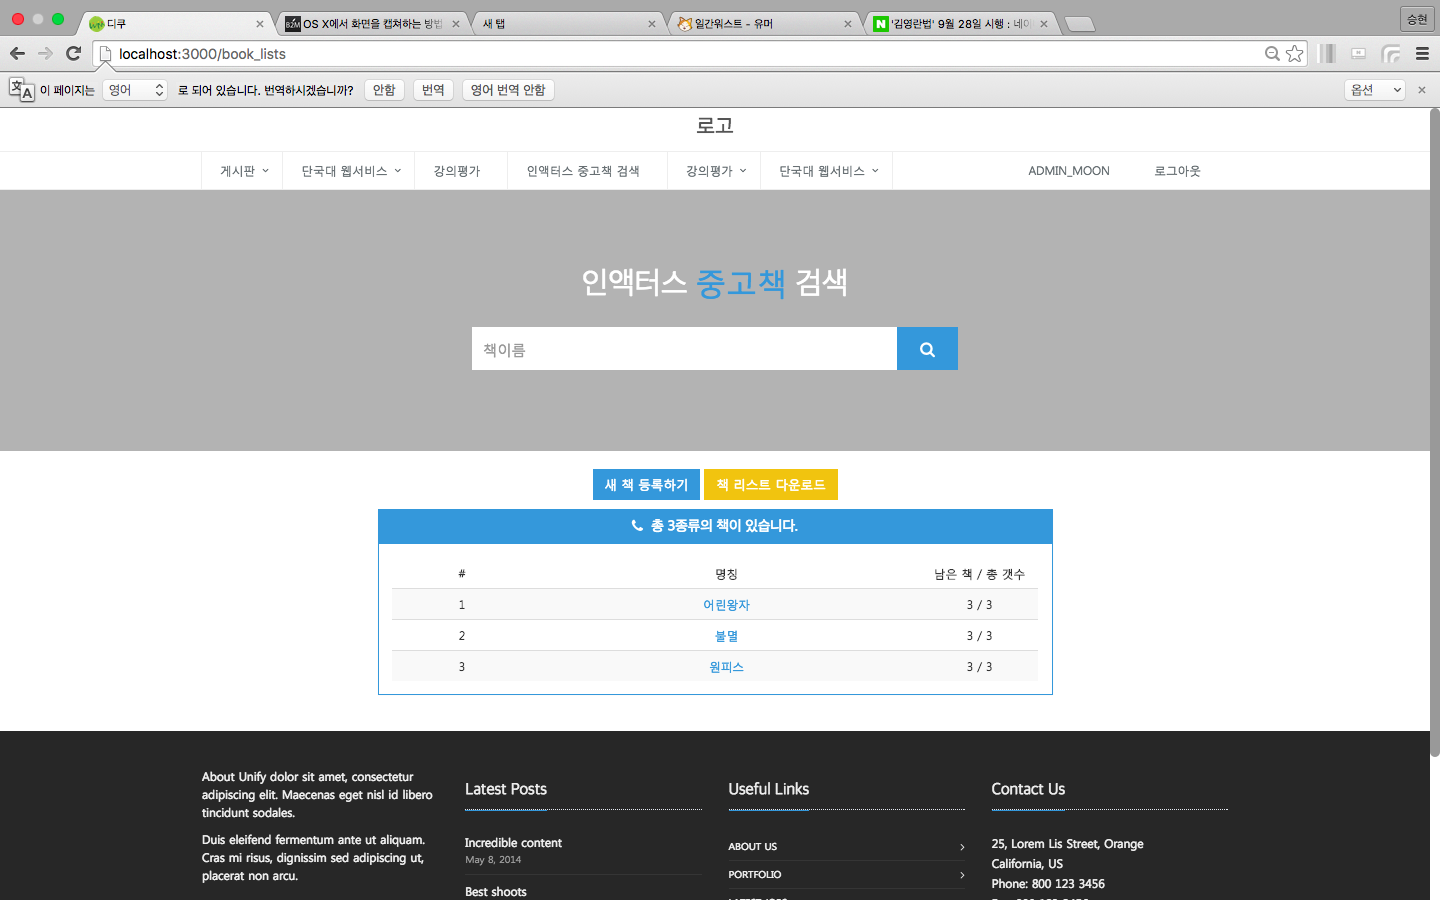 디쿠
OS X에서 화면을 캡쳐하는 방법
새 탭
일간워스트 - 유머
'김영란법' 9월 28일 시행 : 네이
승현
localhost:3000/book_lists
이 페이지는 영어 로 되어 있습니다. 번역하시겠습니까? 안함 번역 영어 번역 안함 옵션
로고
게시판 단국대 웹서비스 강의평가 인액터스 중고책 검색 강의평가 단국대 웹서비스 ADMIN_MOON 로그아웃
인액터스 중고책 검색
책이름
새 책 등록하기 책 리스트 다운로드
총 3종류의 책이 있습니다.
# 명칭 남은 책 / 총 갯수
1 어린왕자 3 / 3
2 불멸 3 / 3
3 원피스 3 / 3
About Unify dolor sit amet, consectetur
adipiscing elit. Maecenas eget nisl id libero
tincidunt sodales.
Duis eleifend fermentum ante ut aliquam.
Cras mi risus, dignissim sed adipiscing ut,
placerat non arcu.
Latest Posts
Incredible content
May 8, 2014
Best shoots
Useful Links
ABOUT US
PORTFOLIO
Contact Us
25, Lorem Lis Street, Orange
California, US
Phone: 800 123 3456